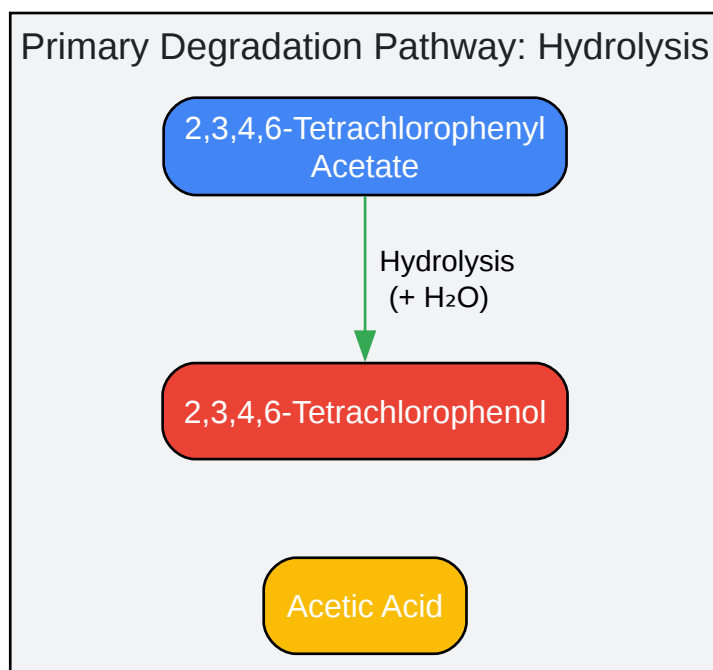 Primary Degradation Pathway: Hydrolysis
2,3,4,6-Tetrachlorophenyl
Acetate
Hydrolysis
(+ H₂O)
2,3,4,6-Tetrachlorophenol
Acetic Acid